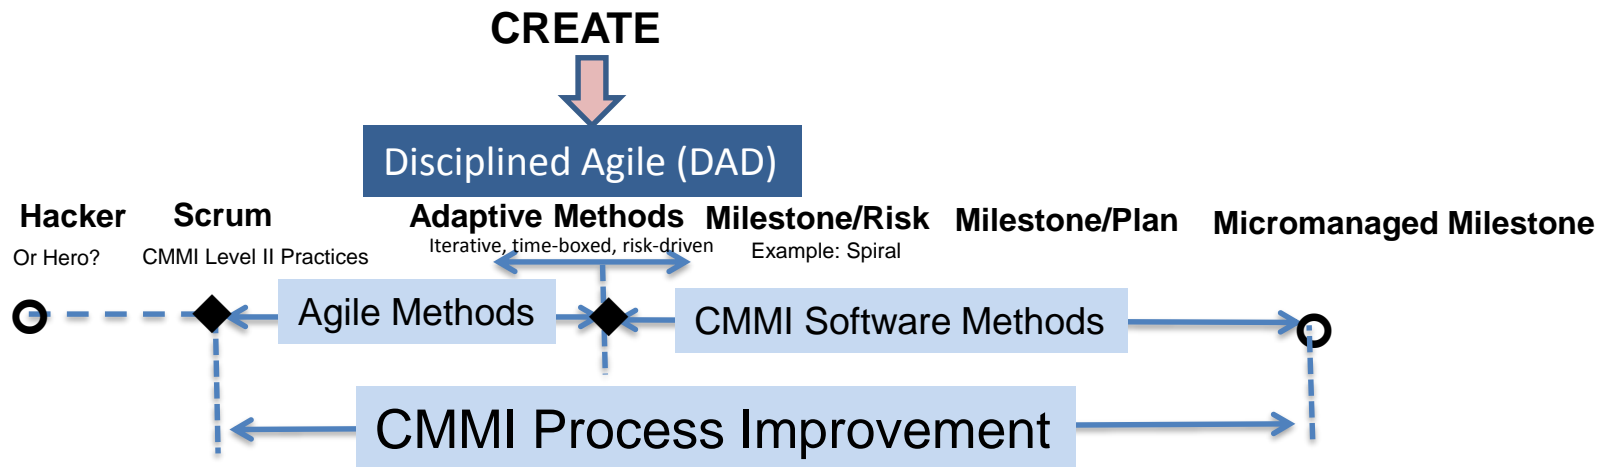 CREATE
Disciplined Agile (DAD)
Hacker
Or Hero?
Scrum
CMMI Level II Practices
Adaptive Methods
Iterative, time-boxed, risk-driven
Milestone/Risk
Example: Spiral
Milestone/Plan
Micromanaged Milestone
Agile Methods
CMMI Software Methods
CMMI Process Improvement